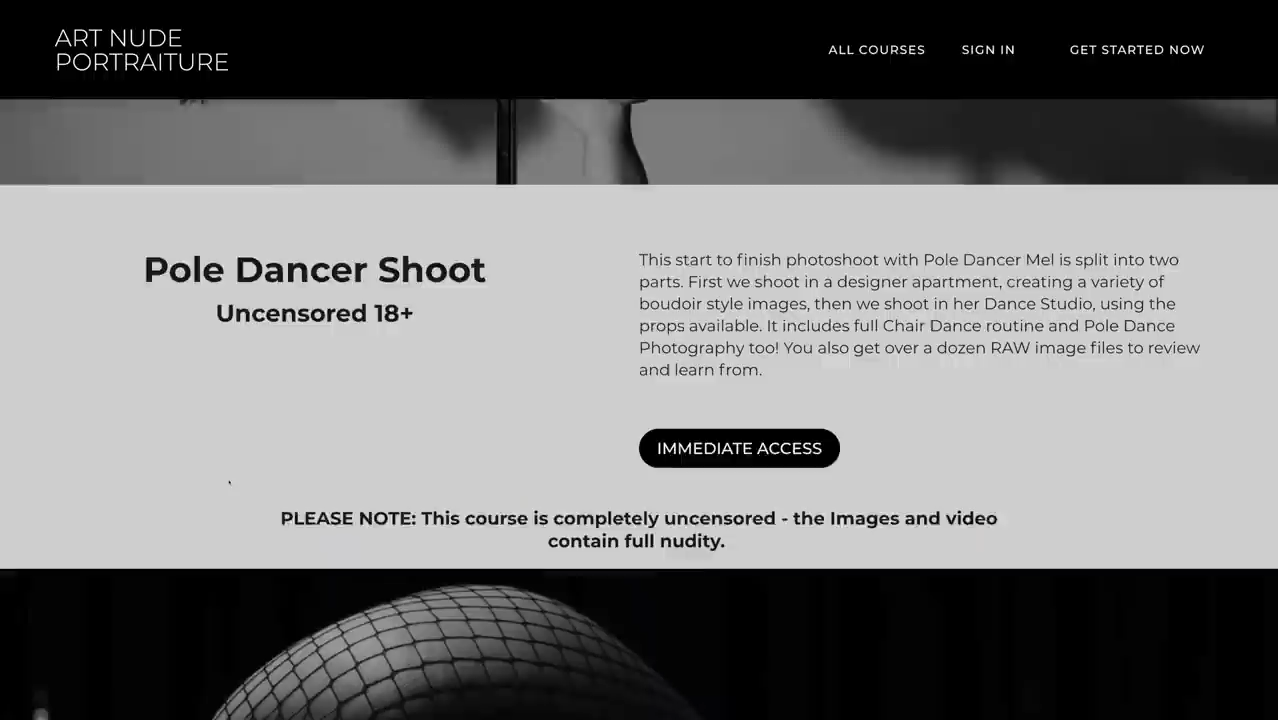 ART NUDE
PORTRAITURE
ALL COURSES
SIGN IN
GET STARTED NOW
Pole Dancer Shoot
Uncensored 18+
This start to finish photoshoot with Pole Dancer Mel is split into two
parts. First we shoot in a designer apartment, creating a variety of
boudoir style images, then we shoot in her Dance Studio, using the
props available. It includes full Chair Dance routine and Pole Dance
Photography too! You also get over a dozen RAW image files to review
and learn from.
IMMEDIATE ACCESS
PLEASE NOTE: This course is completely uncensored - the Images and video
contain full nudity.